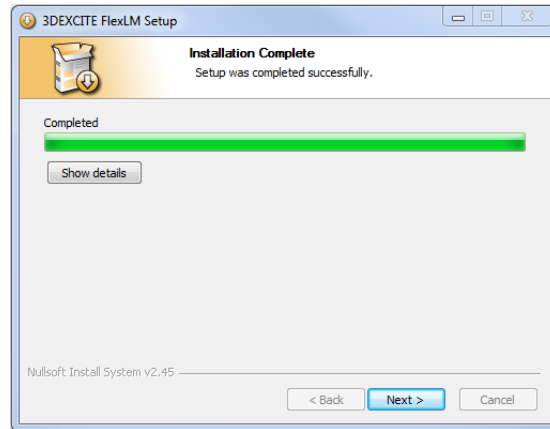 3DEXCITE FlexLM Setup
Installation Complete
Setup was completed successfully.
Completed
Show details
Nullsoft Install System v2.45
< Back
Next >
Cancel